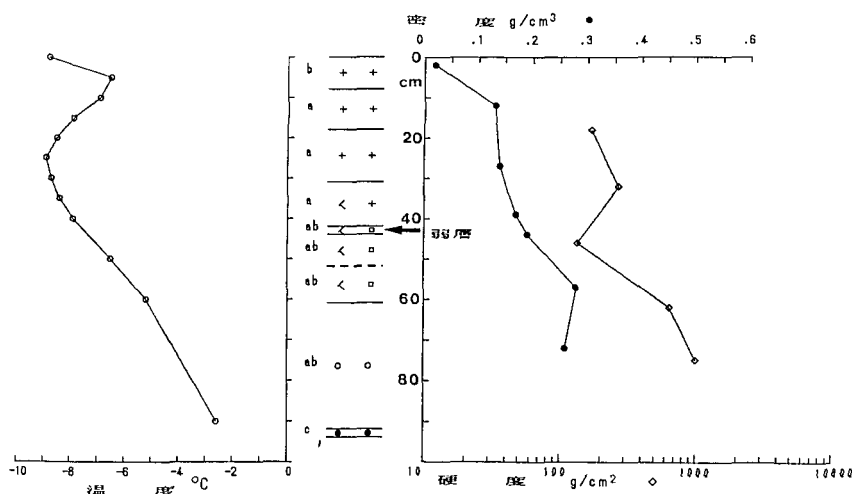 密 度 g/cm³ ●
0 .1 .2 .3 .4 .5 .6
0
cm
20
40
60
80
b
a
a
a
ab
弱層
ab
ab
ab
c
-10 -8 -6 -4 -2 0
温 度 °C
10 100 1000 10000
硬 度 g/cm² ◇